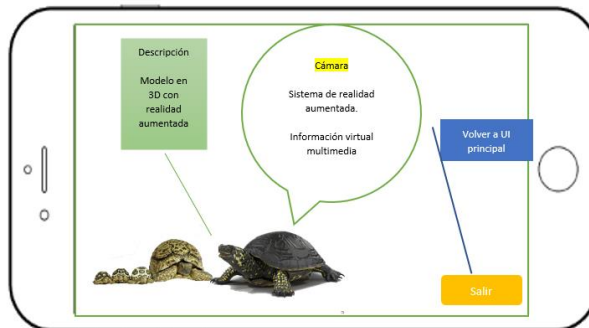 Descripción
Modelo en
3D con
realidad
aumentada
Cámara
Sistema de realidad
aumentada.
Información virtual
multimedia
Volver a UI
principal
Salir